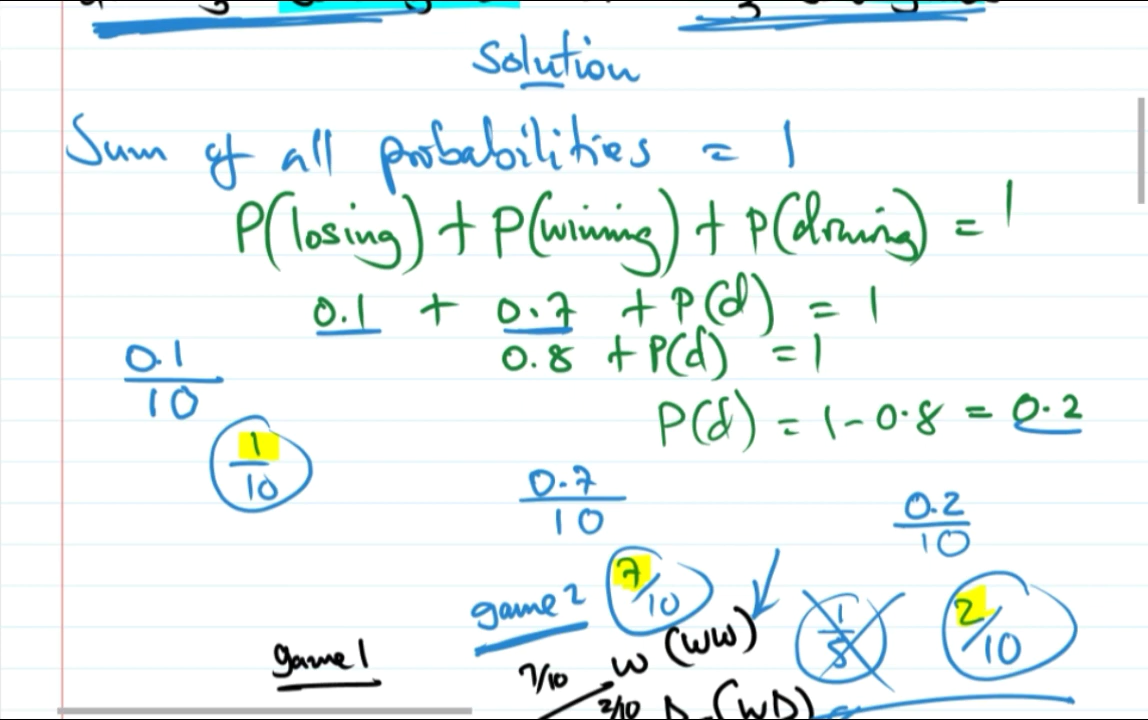 Solution
Sum of all probabilities = 1
P(losing) + P(wining) + P(drawing) = 1
0.1 + 0.7 + P(d) = 1
0.8 + P(d) = 1
P(d) = 1 - 0.8 = 0.2
0.1/10
1/10
0.7/10
0.2/10
7/10
1/5
2/10
game 2
game 1
7/10 W (WW)
2/10 D (WD)